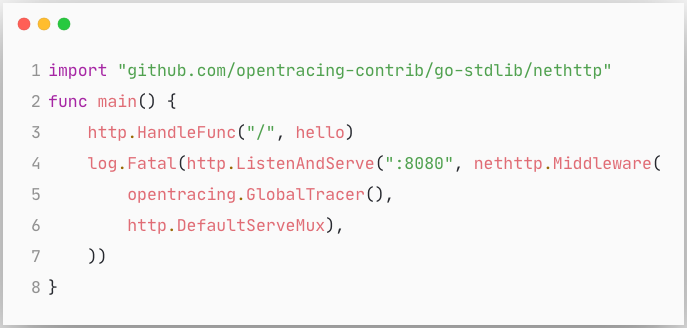 1 import "github.com/opentracing-contrib/go-stdlib/nethttp"
2 func main() {
3     http.HandleFunc("/", hello)
4     log.Fatal(http.ListenAndServe(":8080", nethttp.Middleware(
5         opentracing.GlobalTracer(),
6         http.DefaultServeMux),
7     ))
8 }